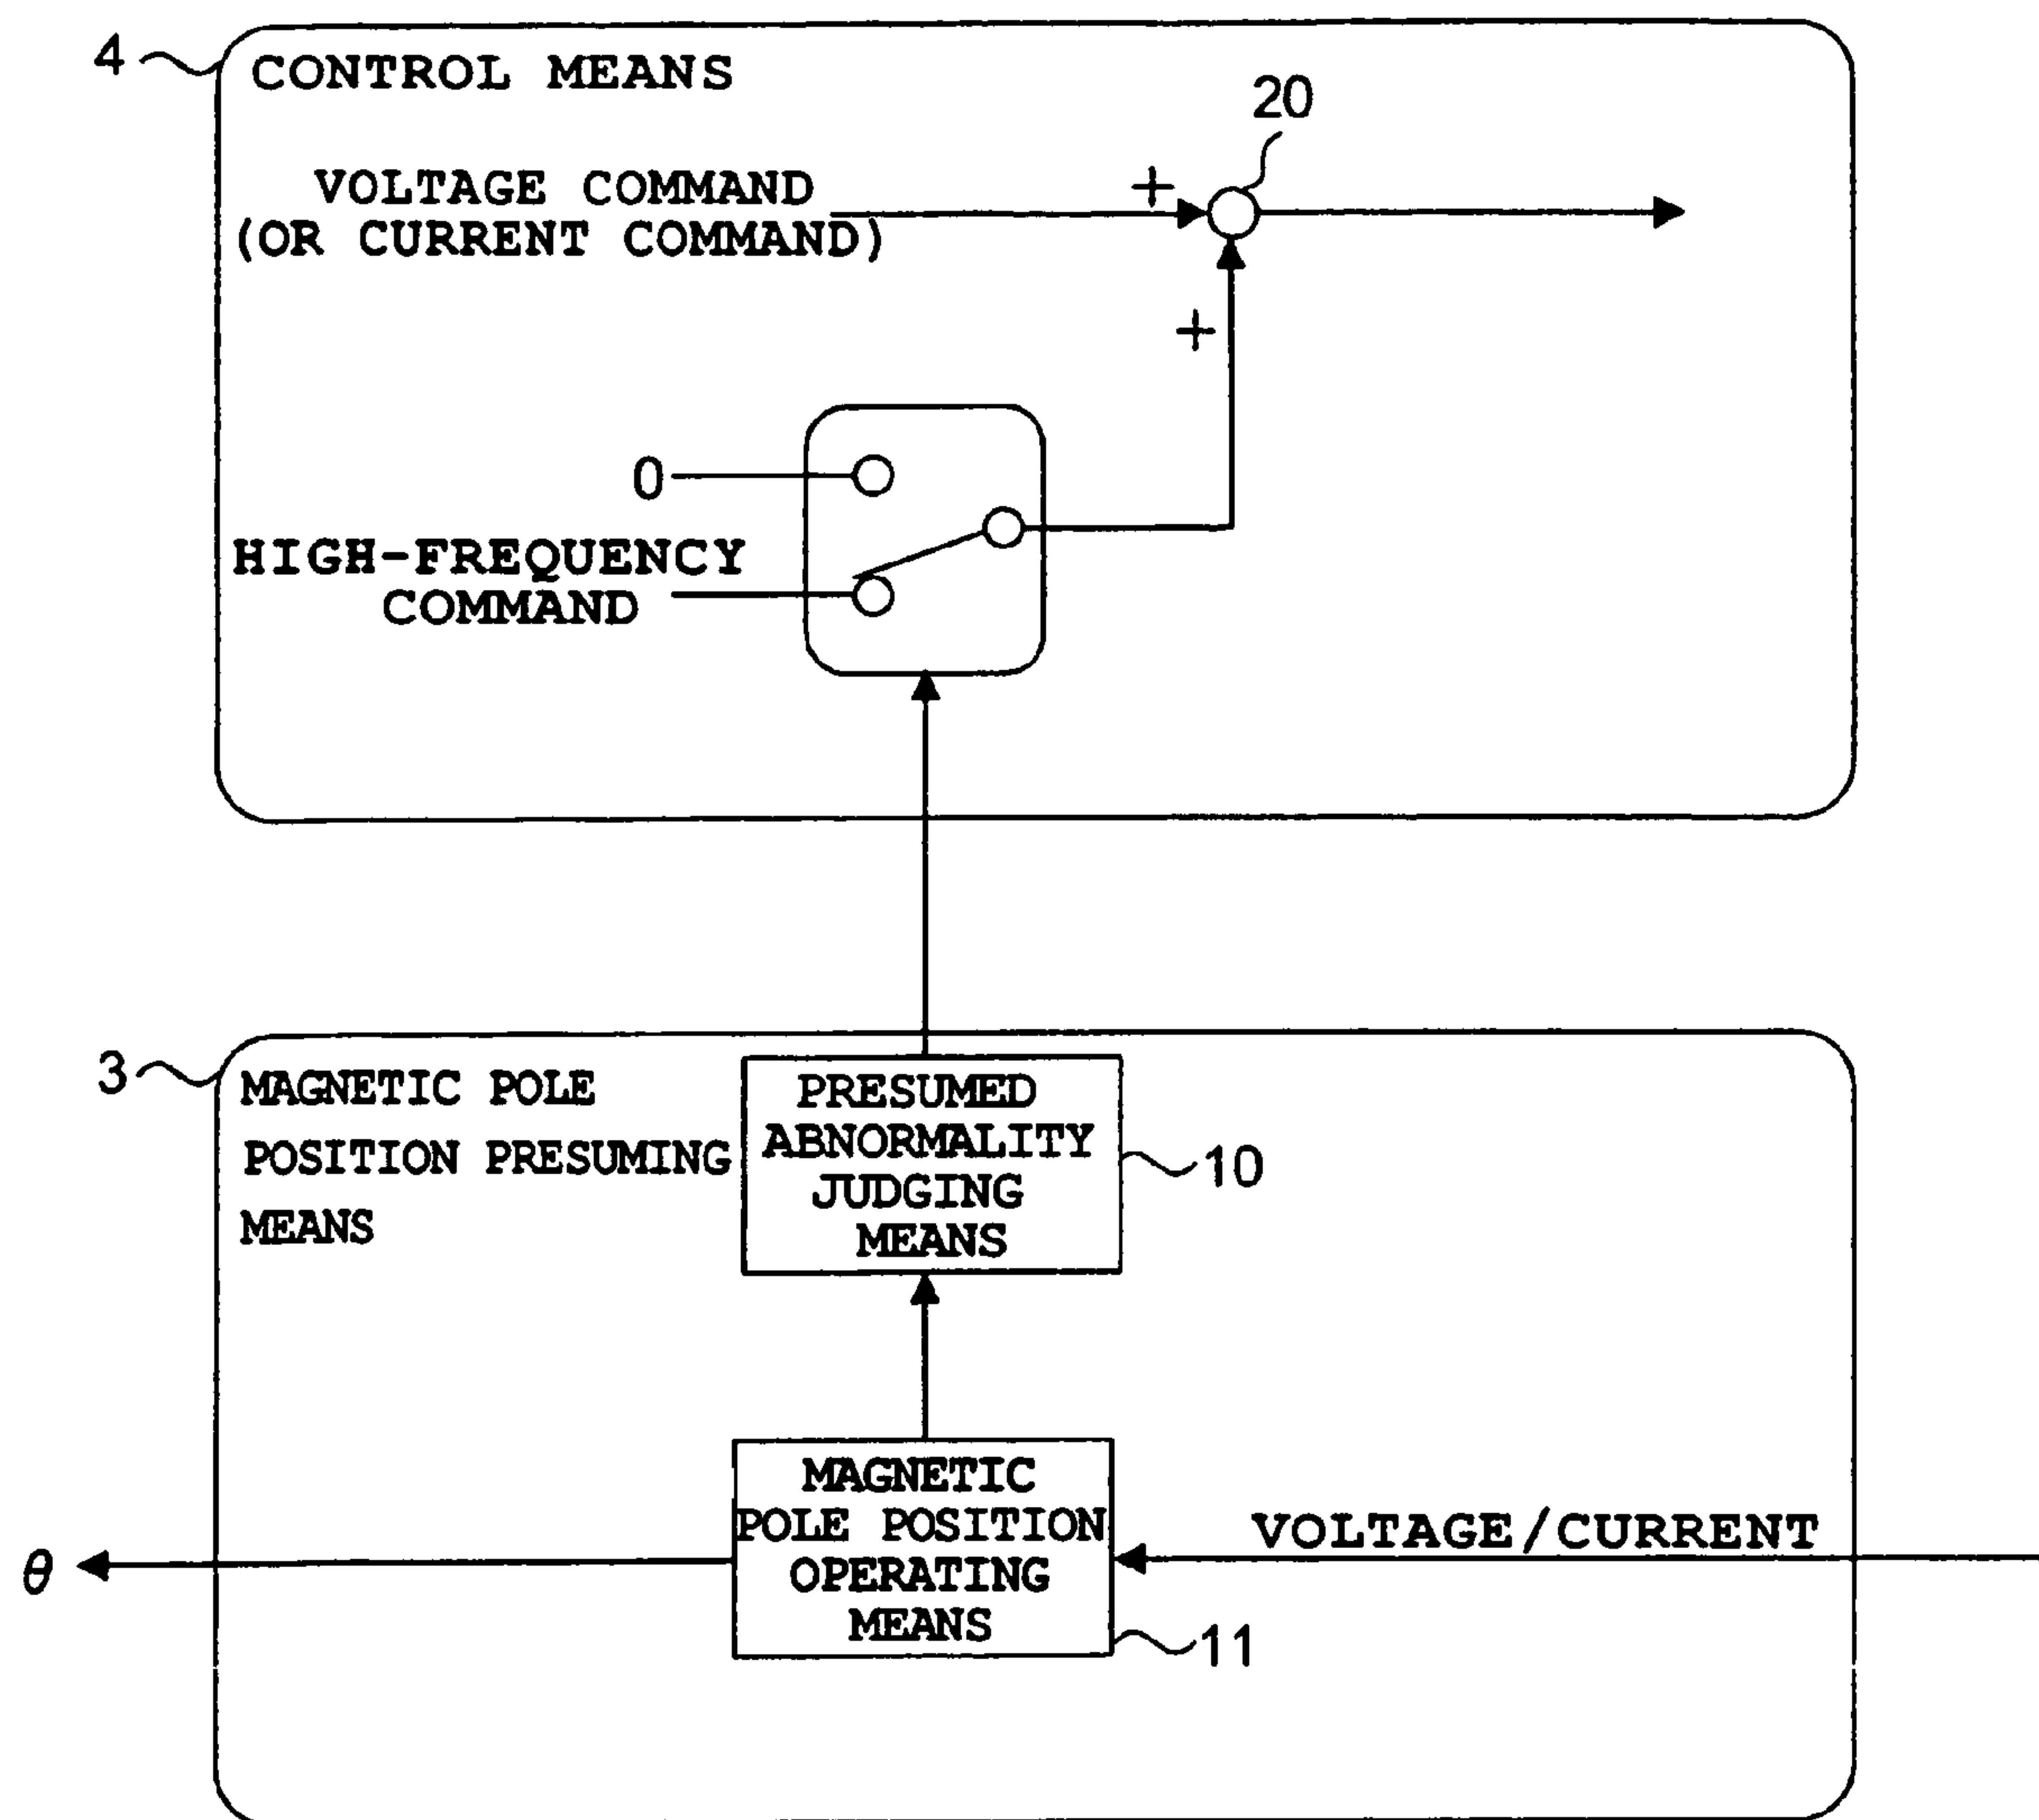 4
CONTROL MEANS
20
VOLTAGE COMMAND
(OR CURRENT COMMAND)
+
+
0
HIGH-FREQUENCY
COMMAND
3
MAGNETIC POLE
POSITION PRESUMING
MEANS
PRESUMED
ABNORMALITY
JUDGING
MEANS
10
MAGNETIC
POLE POSITION
OPERATING
MEANS
11
VOLTAGE/CURRENT
θ